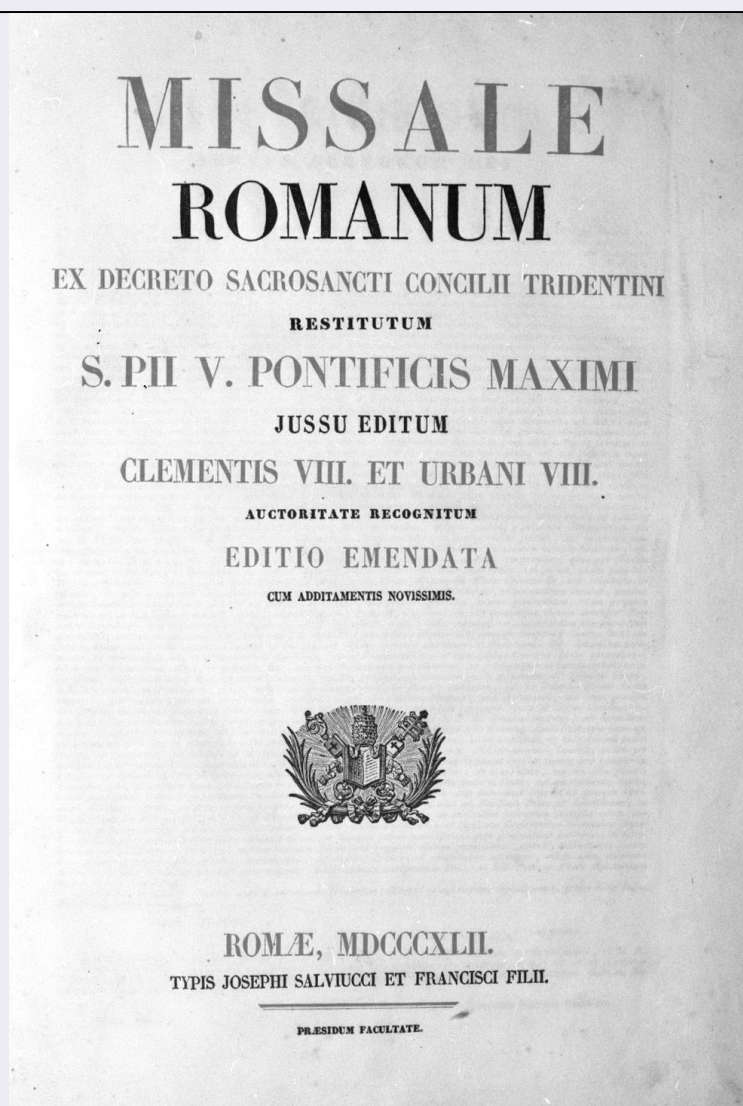 MISSALE
ROMANUM
EX DECRETO SACROSANCTI CONCILII TRIDENTINI
RESTITUTUM
S. PII V. PONTIFICIS MAXIMI
JUSSU EDITUM
CLEMENTIS VIII. ET URBANI VIII.
AUCTORITATE RECOGNITUM
EDITIO EMENDATA
CUM ADDITAMENTIS NOVISSIMIS.
ROMÆ, MDCCCXLII.
TYPIS JOSEPHI SALVIUCCI ET FRANCISCI FILII.
PRÆSIDUM FACULTATE.